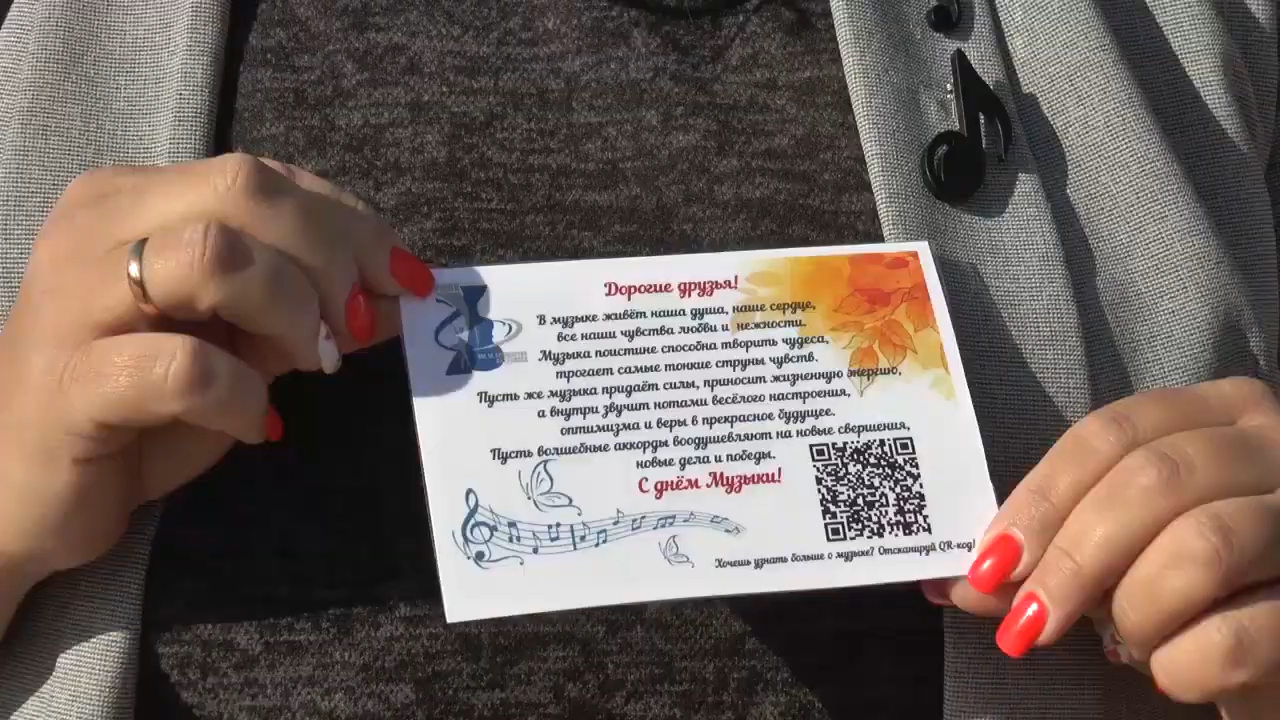 Дорогие друзья!
В музыке живёт наша душа, наше сердце,
все наши чувства любви и нежности.
Музыка поистине способна творить чудеса,
трогает самые тонкие струны чувств.
Пусть же музыка придаёт силы, приносит жизненную энергию,
а внутри звучит нотами весёлого настроения,
оптимизма и веры в прекрасное будущее.
Пусть волшебные аккорды воодушевляют на новые свершения,
новые дела и победы.
С днём Музыки!
Хочешь узнать больше о музыке? Отсканируй QR-код!